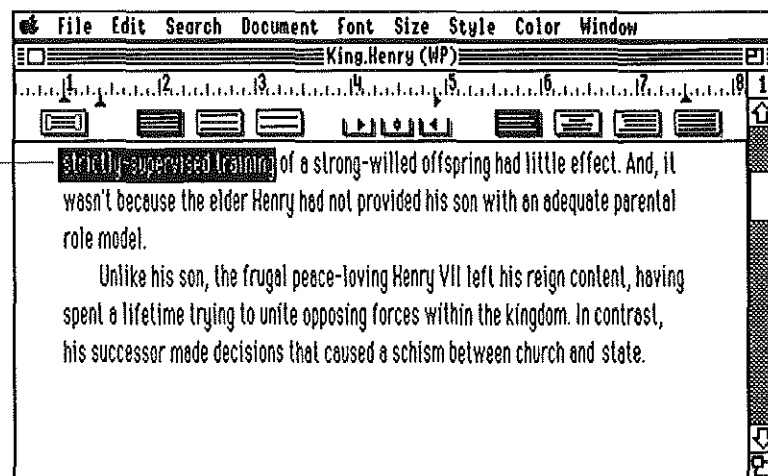 File Edit Search Document Font Size Style Color Window
King.Henry (WP)
1 2 3 4 5 6 7 8 1
strictly-supervised training of a strong-willed offspring had little effect. And, it
wasn't because the elder Henry had not provided his son with an adequate parental
role model.
Unlike his son, the frugal peace-loving Henry VII left his reign content, having
spent a lifetime trying to unite opposing forces within the kingdom. In contrast,
his successor made decisions that caused a schism between church and state.